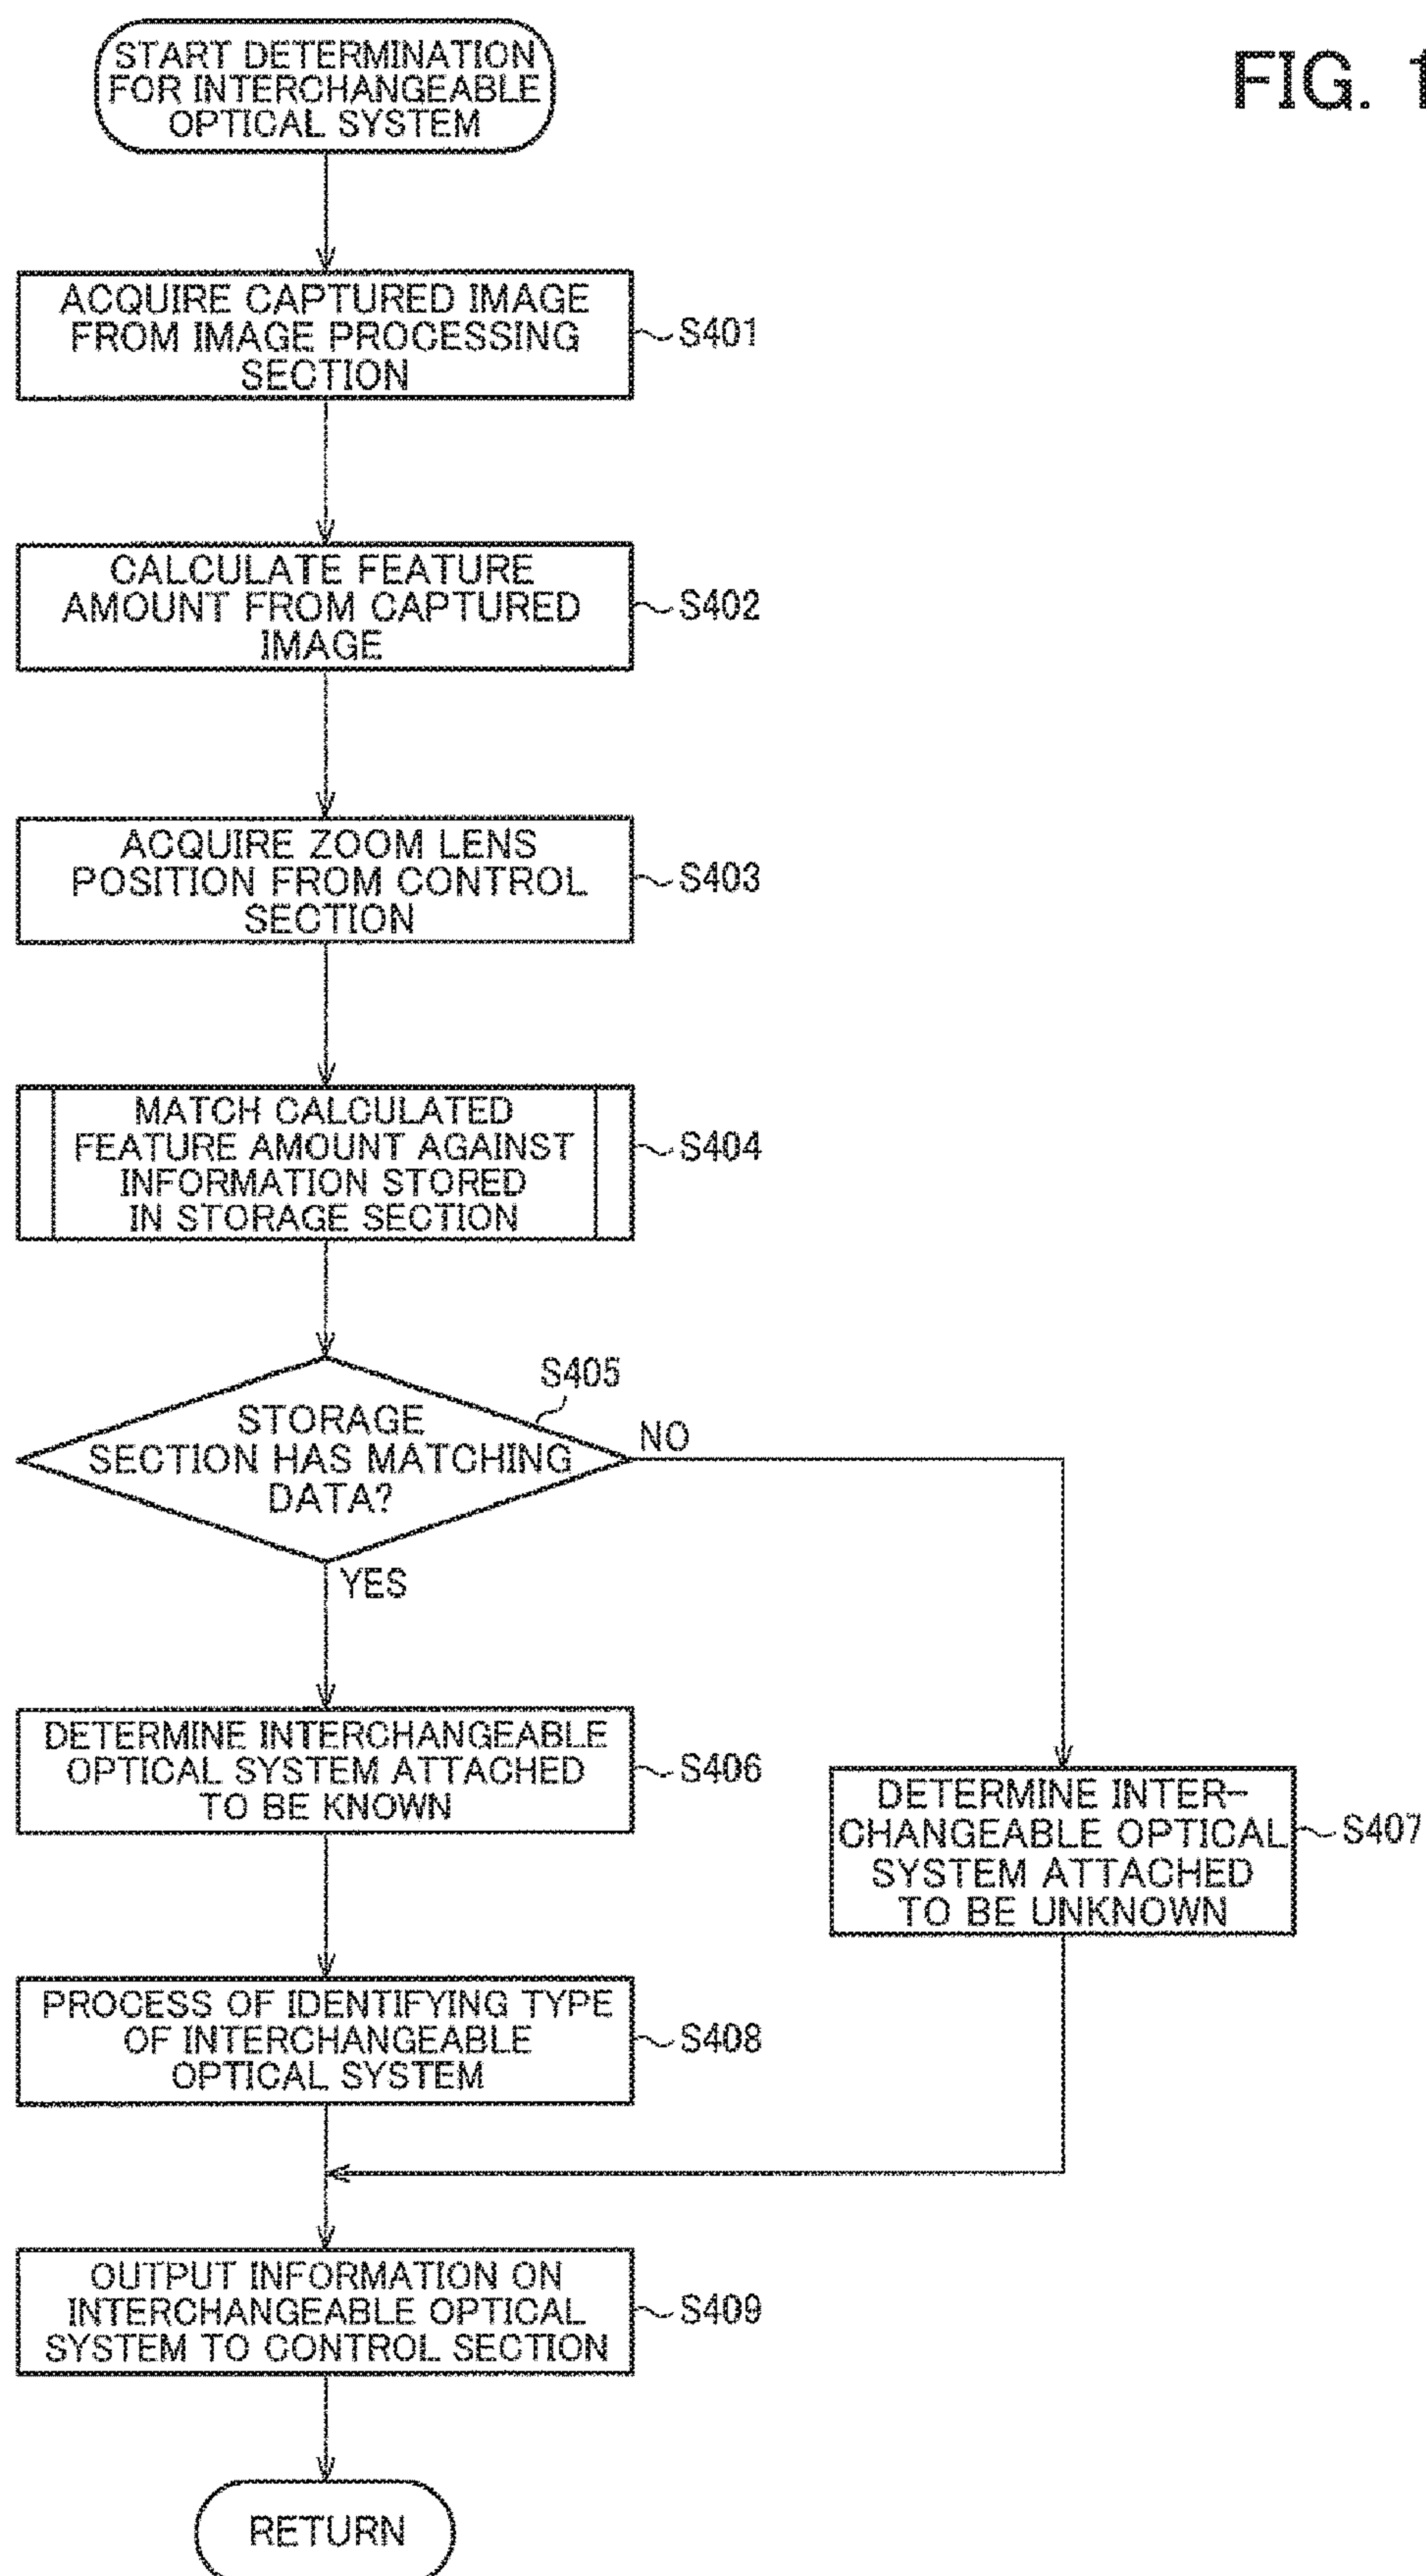 FIG. 1
START DETERMINATION
FOR INTERCHANGEABLE
OPTICAL SYSTEM
ACQUIRE CAPTURED IMAGE
FROM IMAGE PROCESSING
SECTION
S401
CALCULATE FEATURE
AMOUNT FROM CAPTURED
IMAGE
S402
ACQUIRE ZOOM LENS
POSITION FROM CONTROL
SECTION
S403
MATCH CALCULATED
FEATURE AMOUNT AGAINST
INFORMATION STORED
IN STORAGE SECTION
S404
S405
STORAGE
SECTION HAS MATCHING
DATA?
NO
YES
DETERMINE INTERCHANGEABLE
OPTICAL SYSTEM ATTACHED
TO BE KNOWN
S406
DETERMINE INTER-
CHANGEABLE OPTICAL
SYSTEM ATTACHED
TO BE UNKNOWN
S407
PROCESS OF IDENTIFYING TYPE
OF INTERCHANGEABLE
OPTICAL SYSTEM
S408
OUTPUT INFORMATION ON
INTERCHANGEABLE OPTICAL
SYSTEM TO CONTROL SECTION
S409
RETURN